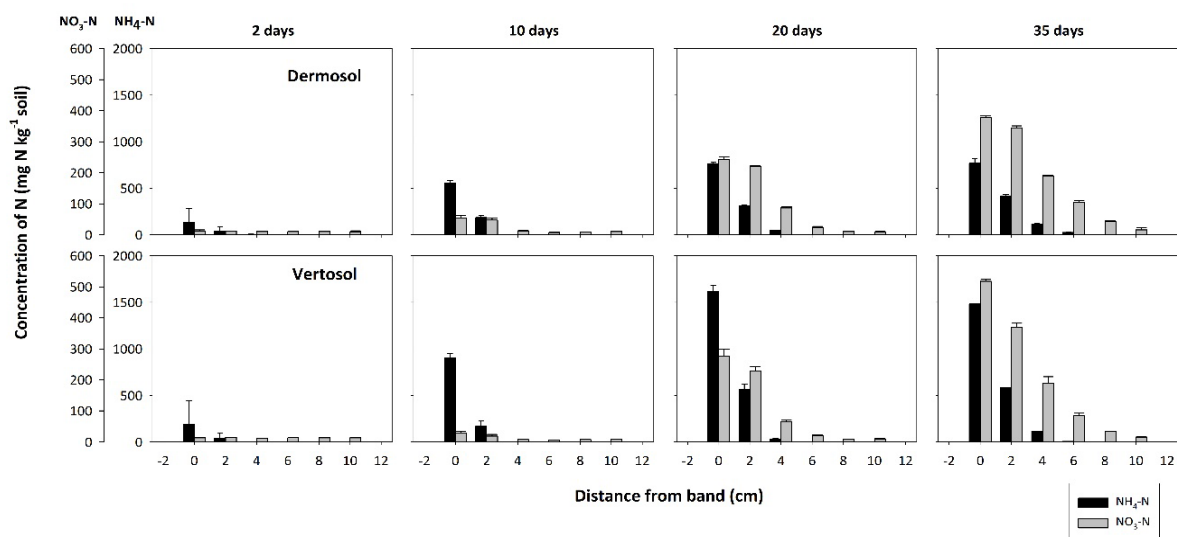 NO3-N NH4-N
2 days 10 days 20 days 35 days
Concentration of N (mg N kg-1 soil)
600 2000
500
400 1500
300 1000
200
100 500
0 0
Dermosol
600 2000
500
400 1500
300 1000
200
100 500
0 0
Vertosol
-2 0 2 4 6 8 10 12 -2 0 2 4 6 8 10 12 -2 0 2 4 6 8 10 12 -2 0 2 4 6 8 10 12
Distance from band (cm)
NH4-N
NO3-N